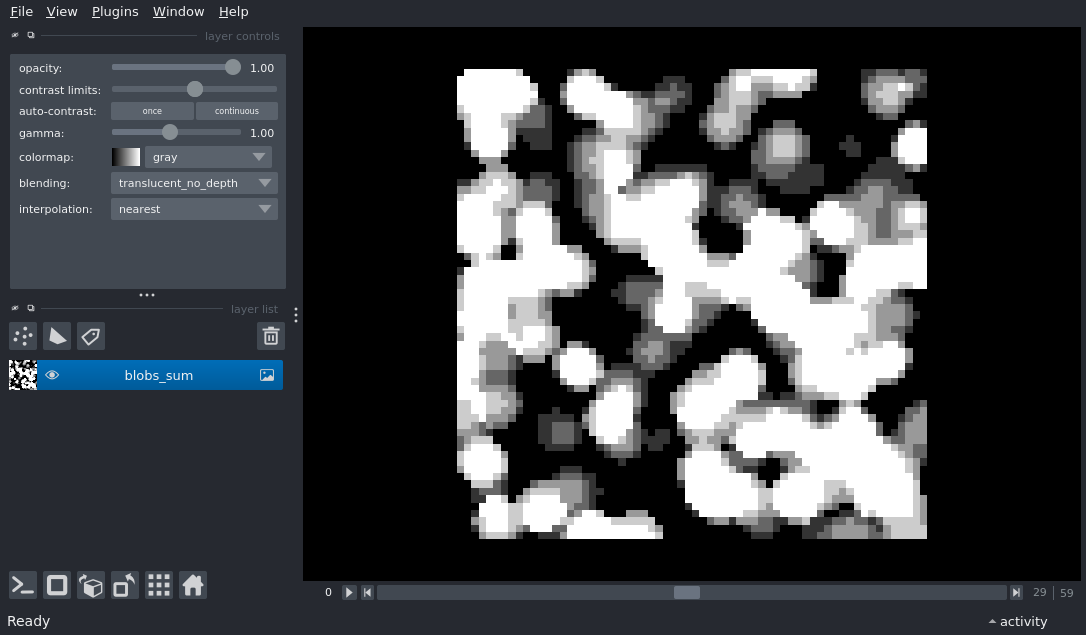 File View Plugins Window Help
layer controls
opacity: 1.00
contrast limits:
auto-contrast: once continuous
gamma: 1.00
colormap: gray
blending: translucent_no_depth
interpolation: nearest
layer list
blobs_sum
0 29 59
Ready activity